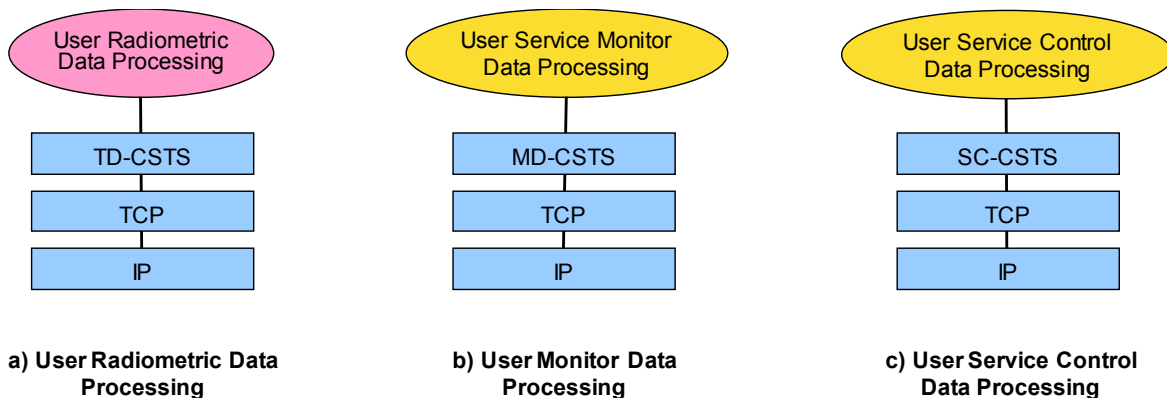 User Radiometric
Data Processing
TD-CSTS
TCP
IP
a) User Radiometric Data
Processing
User Service Monitor
Data Processing
MD-CSTS
TCP
IP
b) User Monitor Data
Processing
User Service Control
Data Processing
SC-CSTS
TCP
IP
c) User Service Control
Data Processing